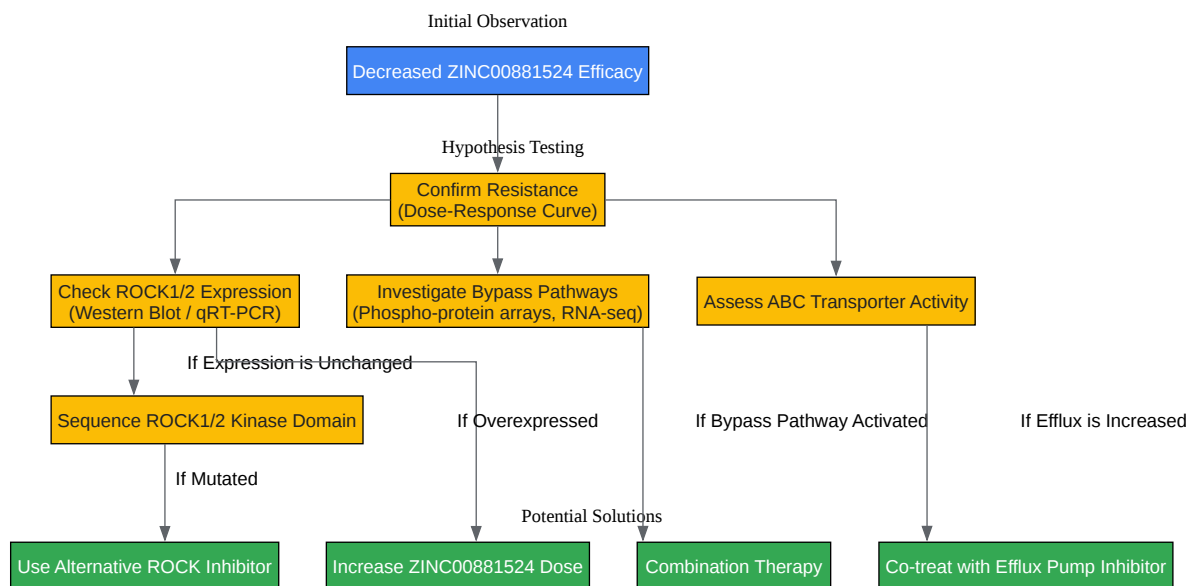 Initial Observation
Decreased ZINC00881524 Efficacy
Hypothesis Testing
Confirm Resistance
(Dose-Response Curve)
Check ROCK1/2 Expression
(Western Blot / qRT-PCR)
Investigate Bypass Pathways
(Phospho-protein arrays, RNA-seq)
Assess ABC Transporter Activity
If Expression is Unchanged
Sequence ROCK1/2 Kinase Domain
If Overexpressed
If Bypass Pathway Activated
If Efflux is Increased
If Mutated
Potential Solutions
Use Alternative ROCK Inhibitor
Increase ZINC00881524 Dose
Combination Therapy
Co-treat with Efflux Pump Inhibitor